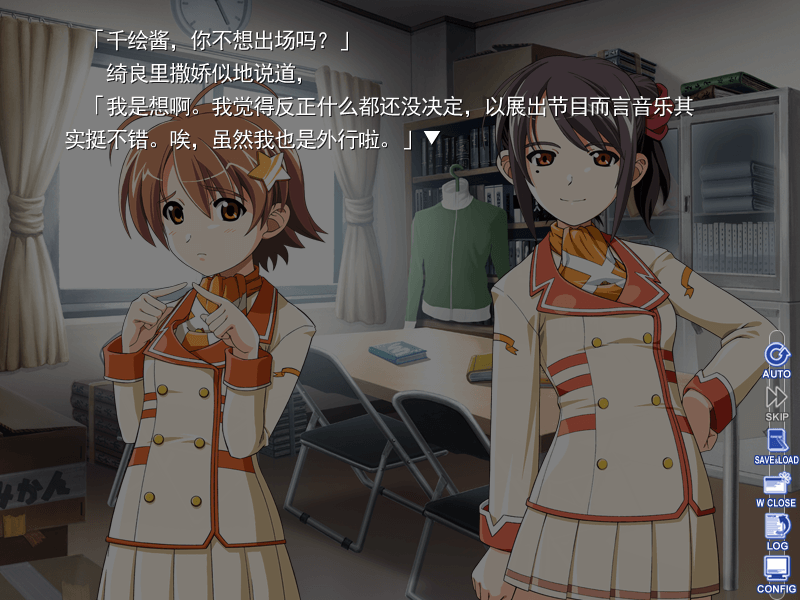 「千绘酱，你不想出场吗？」
绮良里撒娇似地说道，
「我是想啊。我觉得反正什么都还没决定，以展出节目而言音乐其
实挺不错。唉，虽然我也是外行啦。」▼
みかん
AUTO
SKIP
SAVE&LOAD
W CLOSE
LOG
CONFIG